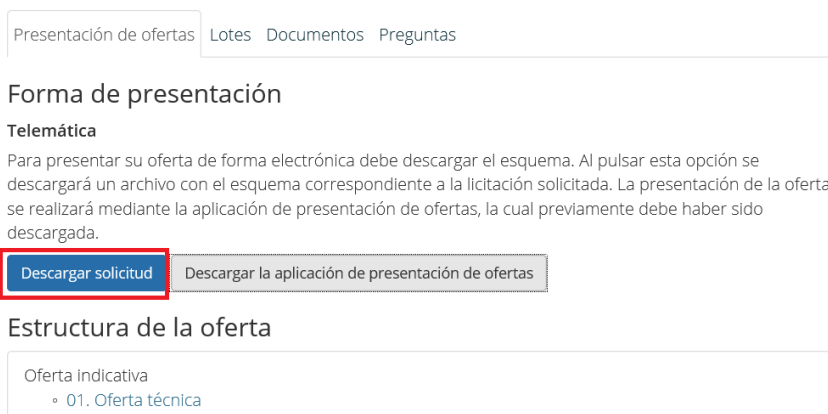 Presentación de ofertas Lotes Documentos Preguntas
Forma de presentación
Telemática
Para presentar su oferta de forma electrónica debe descargar el esquema. Al pulsar esta opción se
descargará un archivo con el esquema correspondiente a la licitación solicitada. La presentación de la oferta
se realizará mediante la aplicación de presentación de ofertas, la cual previamente debe haber sido
descargada.
Descargar solicitud Descargar la aplicación de presentación de ofertas
Estructura de la oferta
Oferta indicativa
◦ 01. Oferta técnica